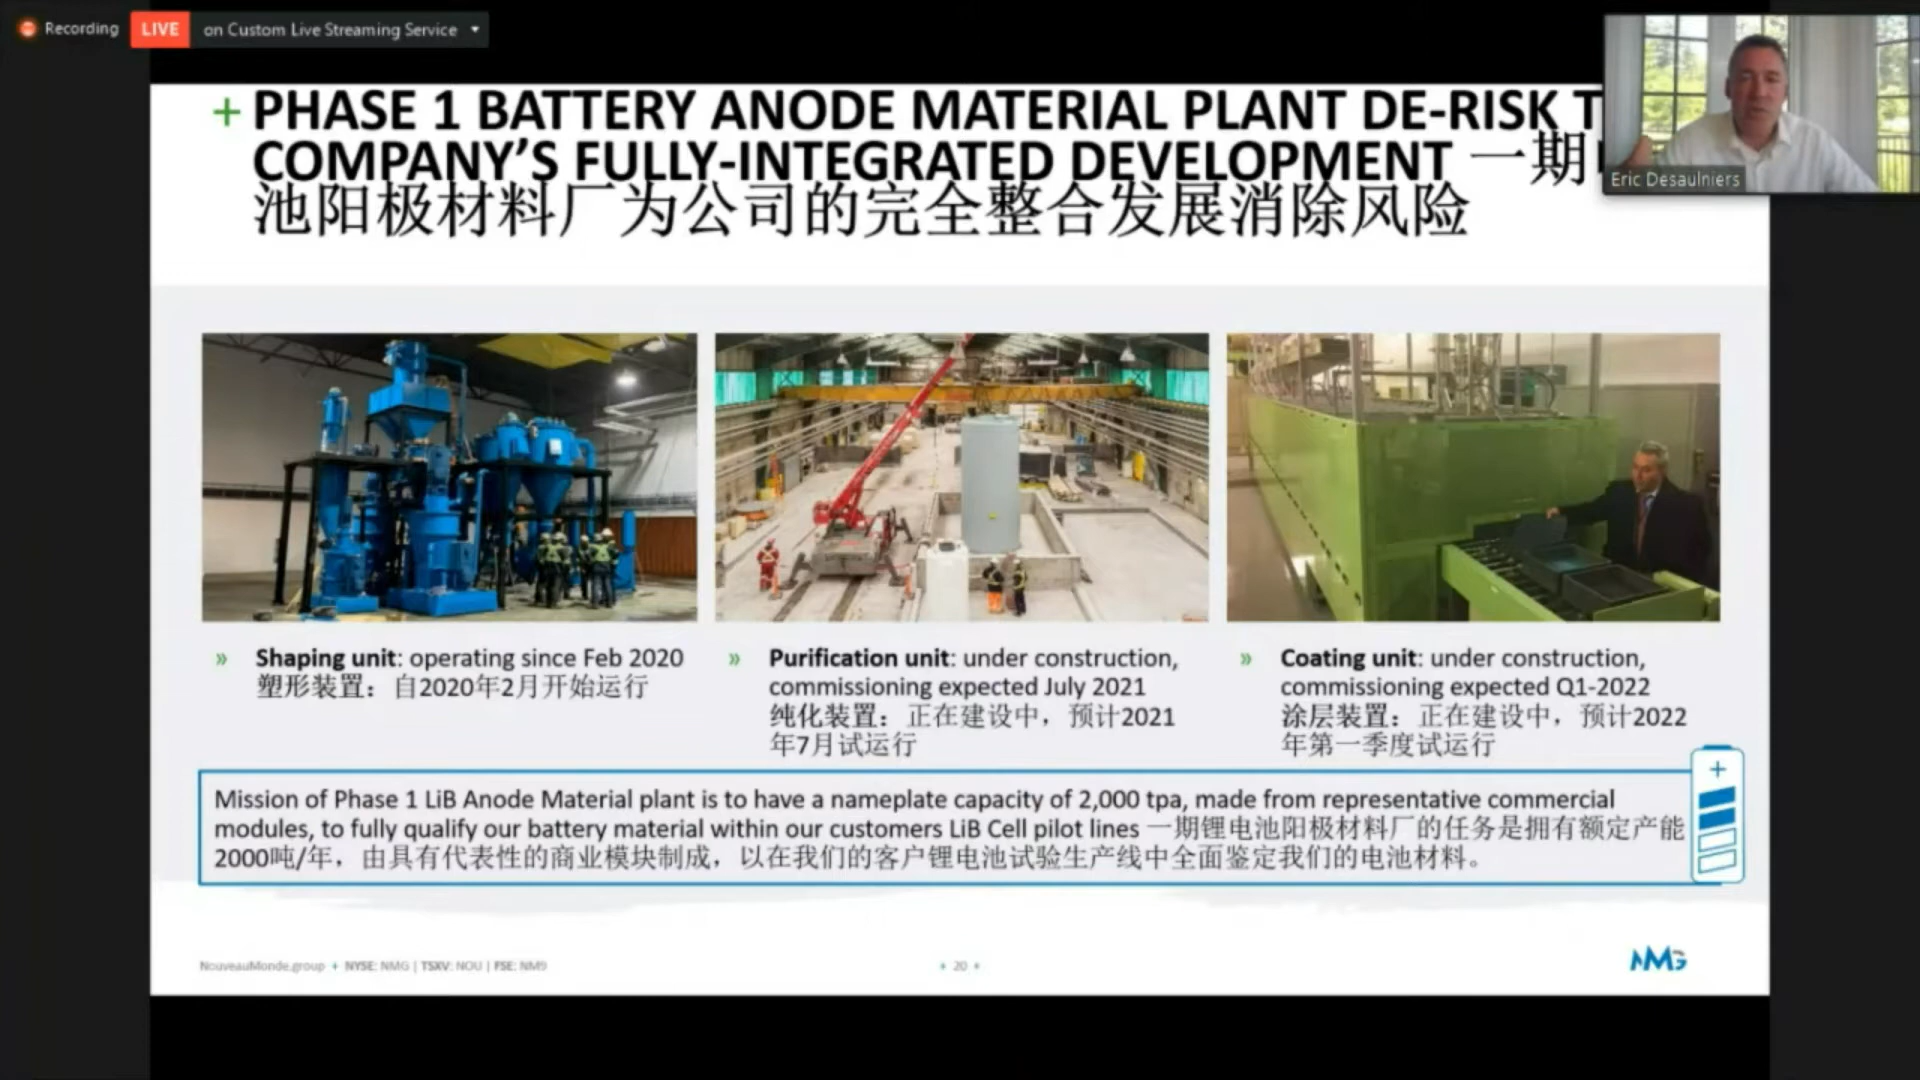 Recording
LIVE on Custom Live Streaming Service
+ PHASE 1 BATTERY ANODE MATERIAL PLANT DE-RISK T
COMPANY'S FULLY-INTEGRATED DEVELOPMENT 一期
池阳极材料厂为公司的完全整合发展消除风险
Eric Desaulniers
» Shaping unit: operating since Feb 2020
塑形装置：自2020年2月开始运行
» Purification unit: under construction,
commissioning expected July 2021
纯化装置：正在建设中，预计2021
年7月试运行
» Coating unit: under construction,
commissioning expected Q1-2022
涂层装置：正在建设中，预计2022
年第一季度试运行
Mission of Phase 1 LiB Anode Material plant is to have a nameplate capacity of 2,000 tpa, made from representative commercial
modules, to fully qualify our battery material within our customers LiB Cell pilot lines 一期锂电池阳极材料厂的任务是拥有额定产能
2000吨/年，由具有代表性的商业模块制成，以在我们的客户锂电池试验生产线中全面鉴定我们的电池材料。
NouveauMonde.group + NYSE: NMG | TSXV: NOU | FSE: NM9
+ 20 +
NMG